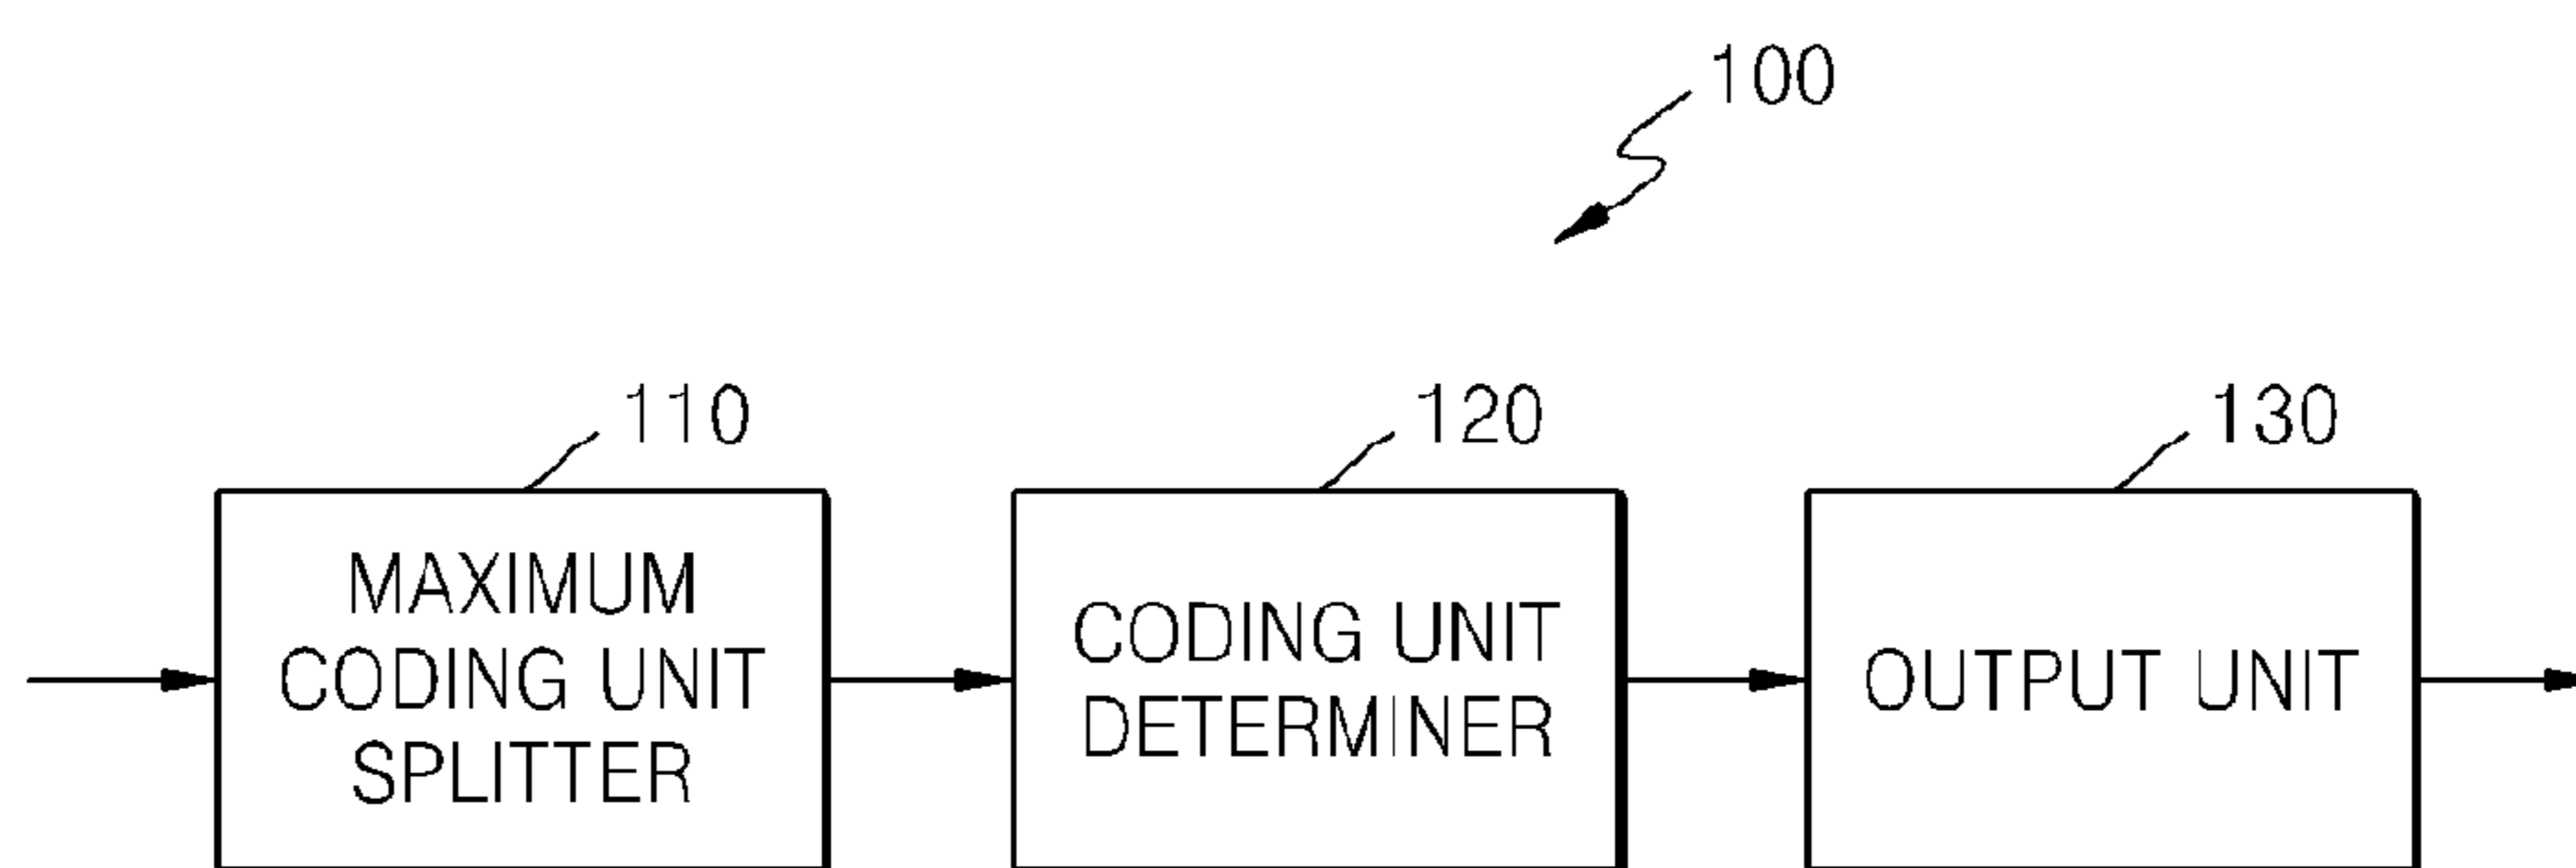 100
110
120
130
MAXIMUM
CODING UNIT
SPLITTER
CODING UNIT
DETERMINER
OUTPUT UNIT